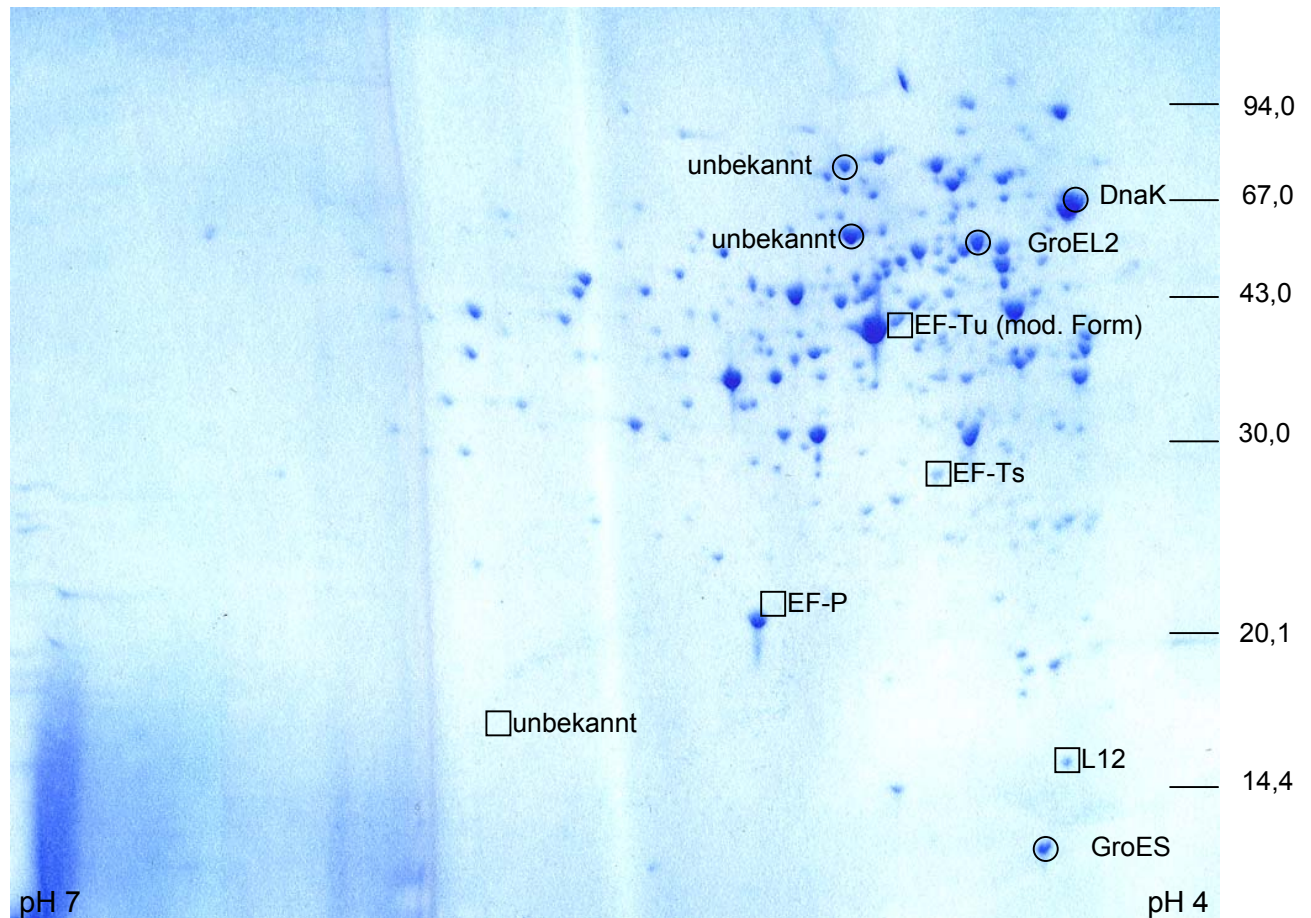 94,0
unbekannt
DnaK
67,0
unbekannt
GroEL2
43,0
EF-Tu (mod. Form)
30,0
EF-Ts
EF-P
20,1
unbekannt
L12
14,4
GroES
pH 7
pH 4